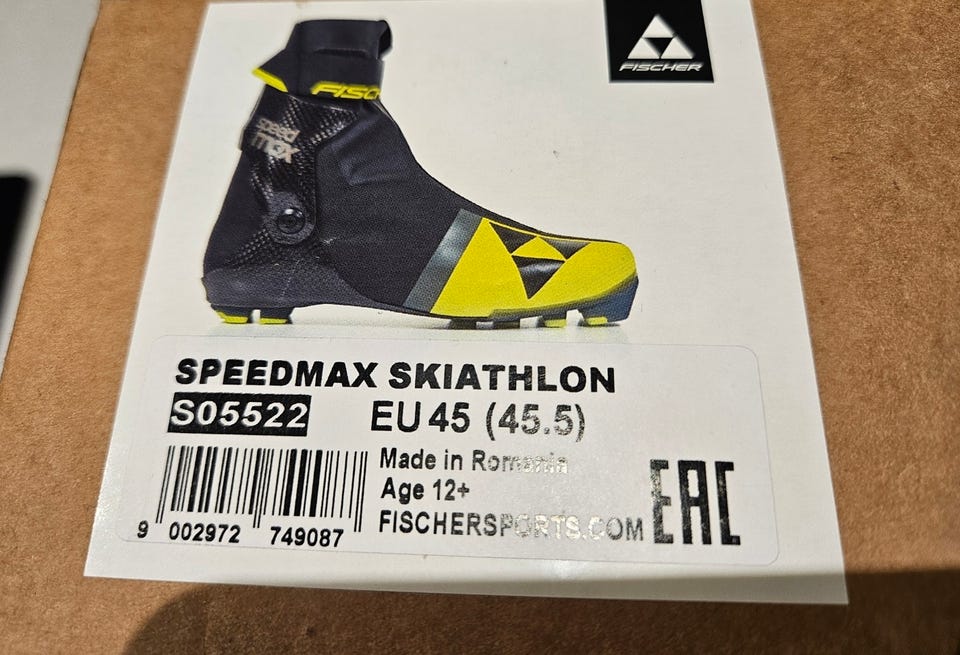 FISCHER
FISC
speed
max
SPEEDMAX SKIATHLON
S05522 EU 45 (45.5)
Made in Romania
Age 12+
FISCHERSPORTS.COM
EAC
9 002972 749087